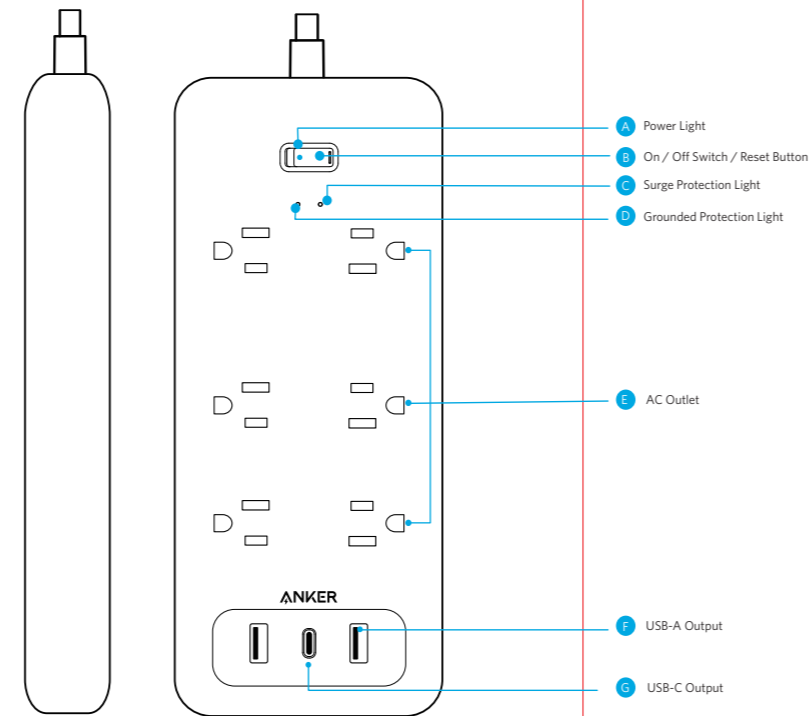 A Power Light
B On / Off Switch / Reset Button
C Surge Protection Light
D Grounded Protection Light
E AC Outlet
ANKER
F USB-A Output
G USB-C Output